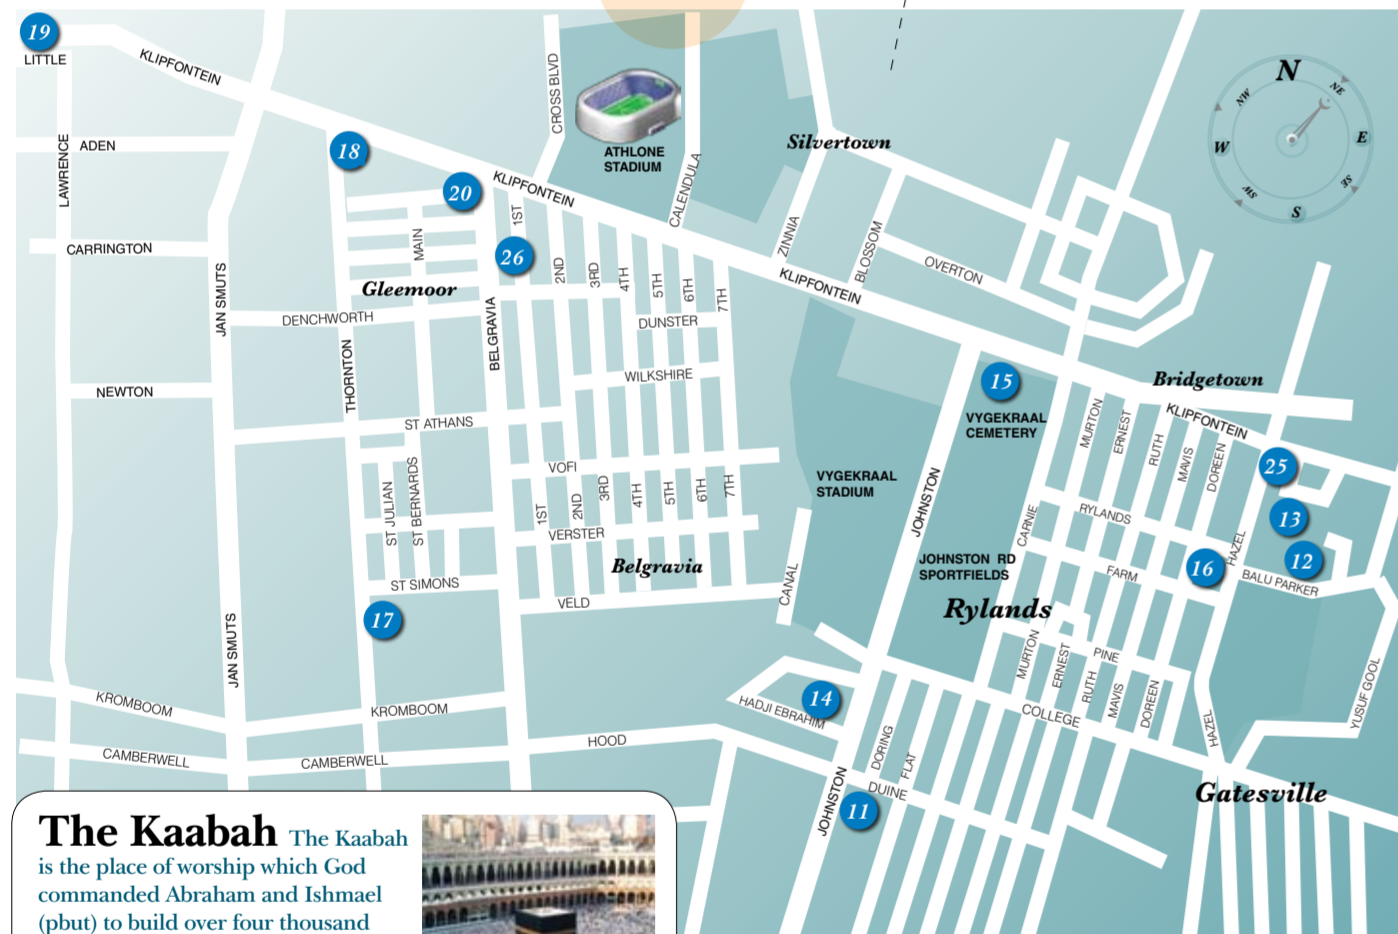 19
LITTLE
KLIPFONTEIN
CROSS BLVD
ATHLONE
STADIUM
CALENDULA
Silvertown
N
NW
NE
W
E
SW
SE
S
LAWRENCE
ADEN
18
20
KLIPFONTEIN
1ST
26
MAIN
CARRINGTON
JAN SMUTS
Gleemoor
2ND
3RD
4TH
5TH
6TH
7TH
ZINNIA
BLOSSOM
OVERTON
KLIPFONTEIN
DENCHWORTH
BELGRAVIA
DUNSTER
THORNTON
WILKSHIRE
NEWTON
15
VYGEKRAAL
CEMETERY
Bridgetown
KLIPFONTEIN
MURTON
ERNEST
RUTH
MAVIS
DOREEN
ST ATHANS
25
VOFI
VYGEKRAAL
STADIUM
JOHNSTON
ST JULIAN
ST BERNARDS
1ST
2ND
3RD
4TH
5TH
6TH
7TH
CARNIE
RYLANDS
13
VERSTER
HAZEL
12
Belgravia
JOHNSTON RD
SPORTFIELDS
FARM
16
BALU PARKER
ST SIMONS
CANAL
VELD
Rylands
17
JAN SMUTS
MURTON
ERNEST
RUTH
MAVIS
DOREEN
PINE
YUSUF GOOL
KROMBOOM
KROMBOOM
14
HADJI EBRAHIM
COLLEGE
HAZEL
CAMBERWELL
CAMBERWELL
HOOD
DORING
FLAT
DUINE
JOHNSTON
11
Gatesville
The Kaabah The Kaabah
is the place of worship which God
commanded Abraham and Ishmael
(pbut) to build over four thousand